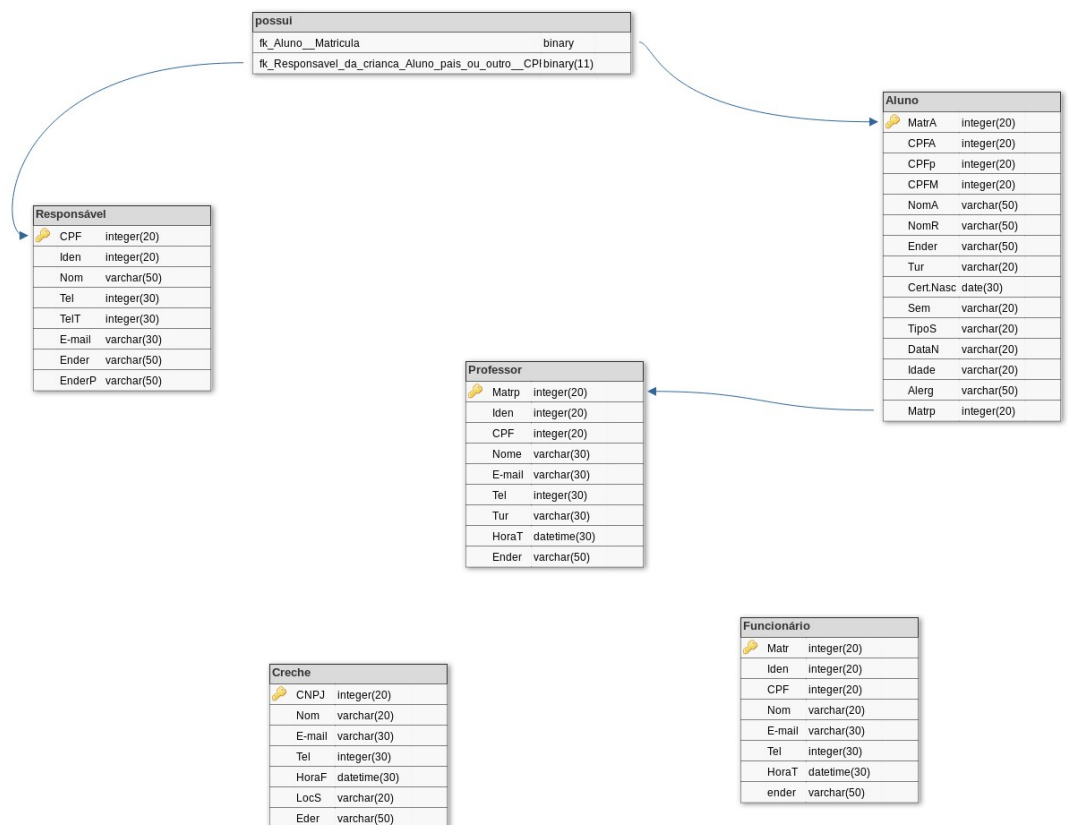 possui
fk_Aluno__Matricula binary
fk_Responsavel_da_crianca_Aluno_pais_ou_outro__CPI binary(11)
Aluno
MatrA integer(20)
CPFA integer(20)
CPFp integer(20)
CPFM integer(20)
NomA varchar(50)
NomR varchar(50)
Ender varchar(50)
Tur varchar(20)
Cert.Nasc date(30)
Sem varchar(20)
TipoS varchar(20)
DataN varchar(20)
Idade varchar(20)
Alerg varchar(50)
Matrp integer(20)
Responsável
CPF integer(20)
Iden integer(20)
Nom varchar(50)
Tel integer(30)
TelT integer(30)
E-mail varchar(30)
Ender varchar(50)
EnderP varchar(50)
Professor
Matrp integer(20)
Iden integer(20)
CPF integer(20)
Nome varchar(30)
E-mail varchar(30)
Tel integer(30)
Tur varchar(30)
HoraT datetime(30)
Ender varchar(50)
Funcionário
Matr integer(20)
Iden integer(20)
CPF integer(20)
Nom varchar(20)
E-mail varchar(30)
Tel integer(30)
HoraT datetime(30)
ender varchar(50)
Creche
CNPJ integer(20)
Nom varchar(20)
E-mail varchar(30)
Tel integer(30)
HoraF datetime(30)
LocS varchar(20)
Eder varchar(50)